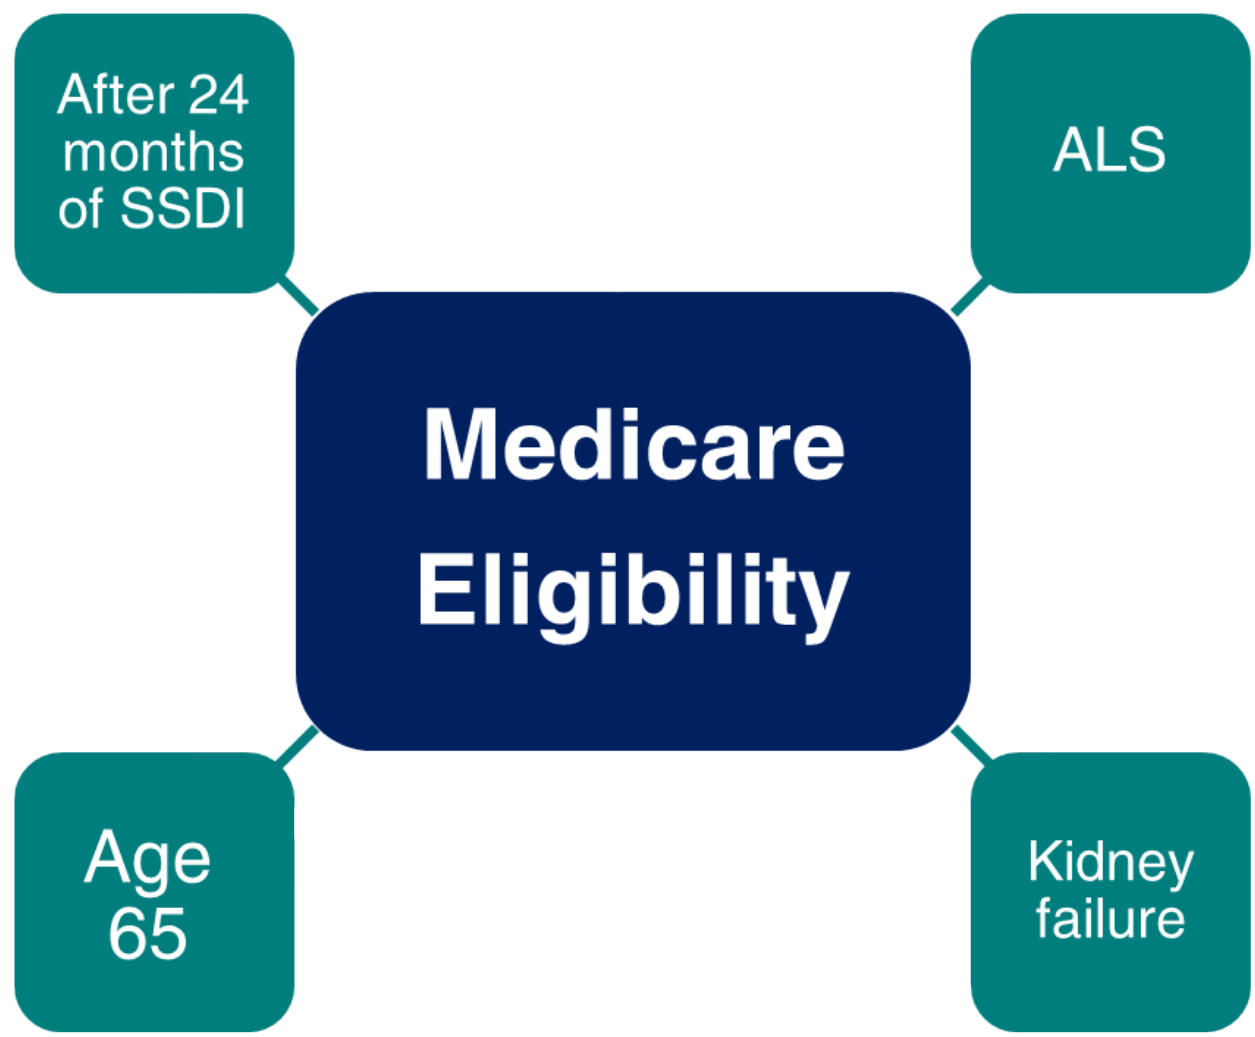 After 24
months
of SSDI
ALS
Medicare
Eligibility
Age
65
Kidney
failure